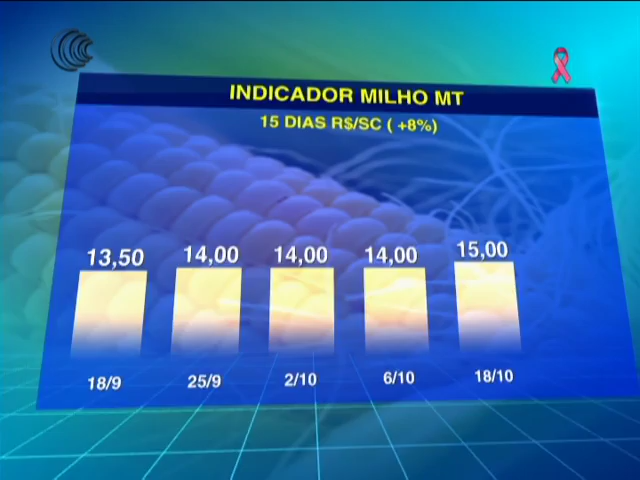 INDICADOR MILHO MT
15 DIAS R$/SC ( +8%)
13,50 14,00 14,00 14,00 15,00
18/9 25/9 2/10 6/10 18/10